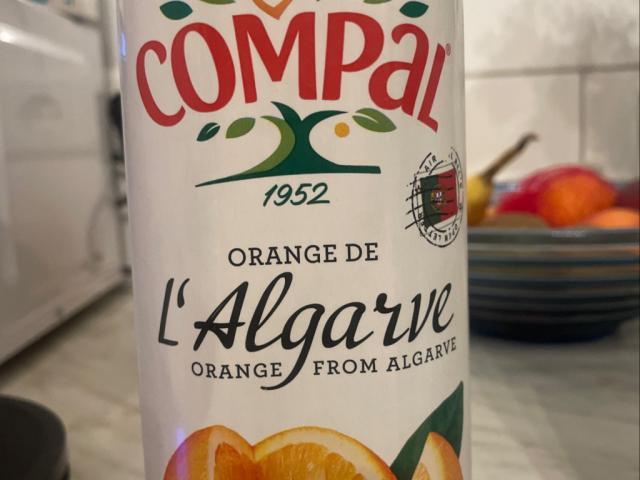 COMPAL®
1952
ORANGE DE
L'Algarve
ORANGE FROM ALGARVE